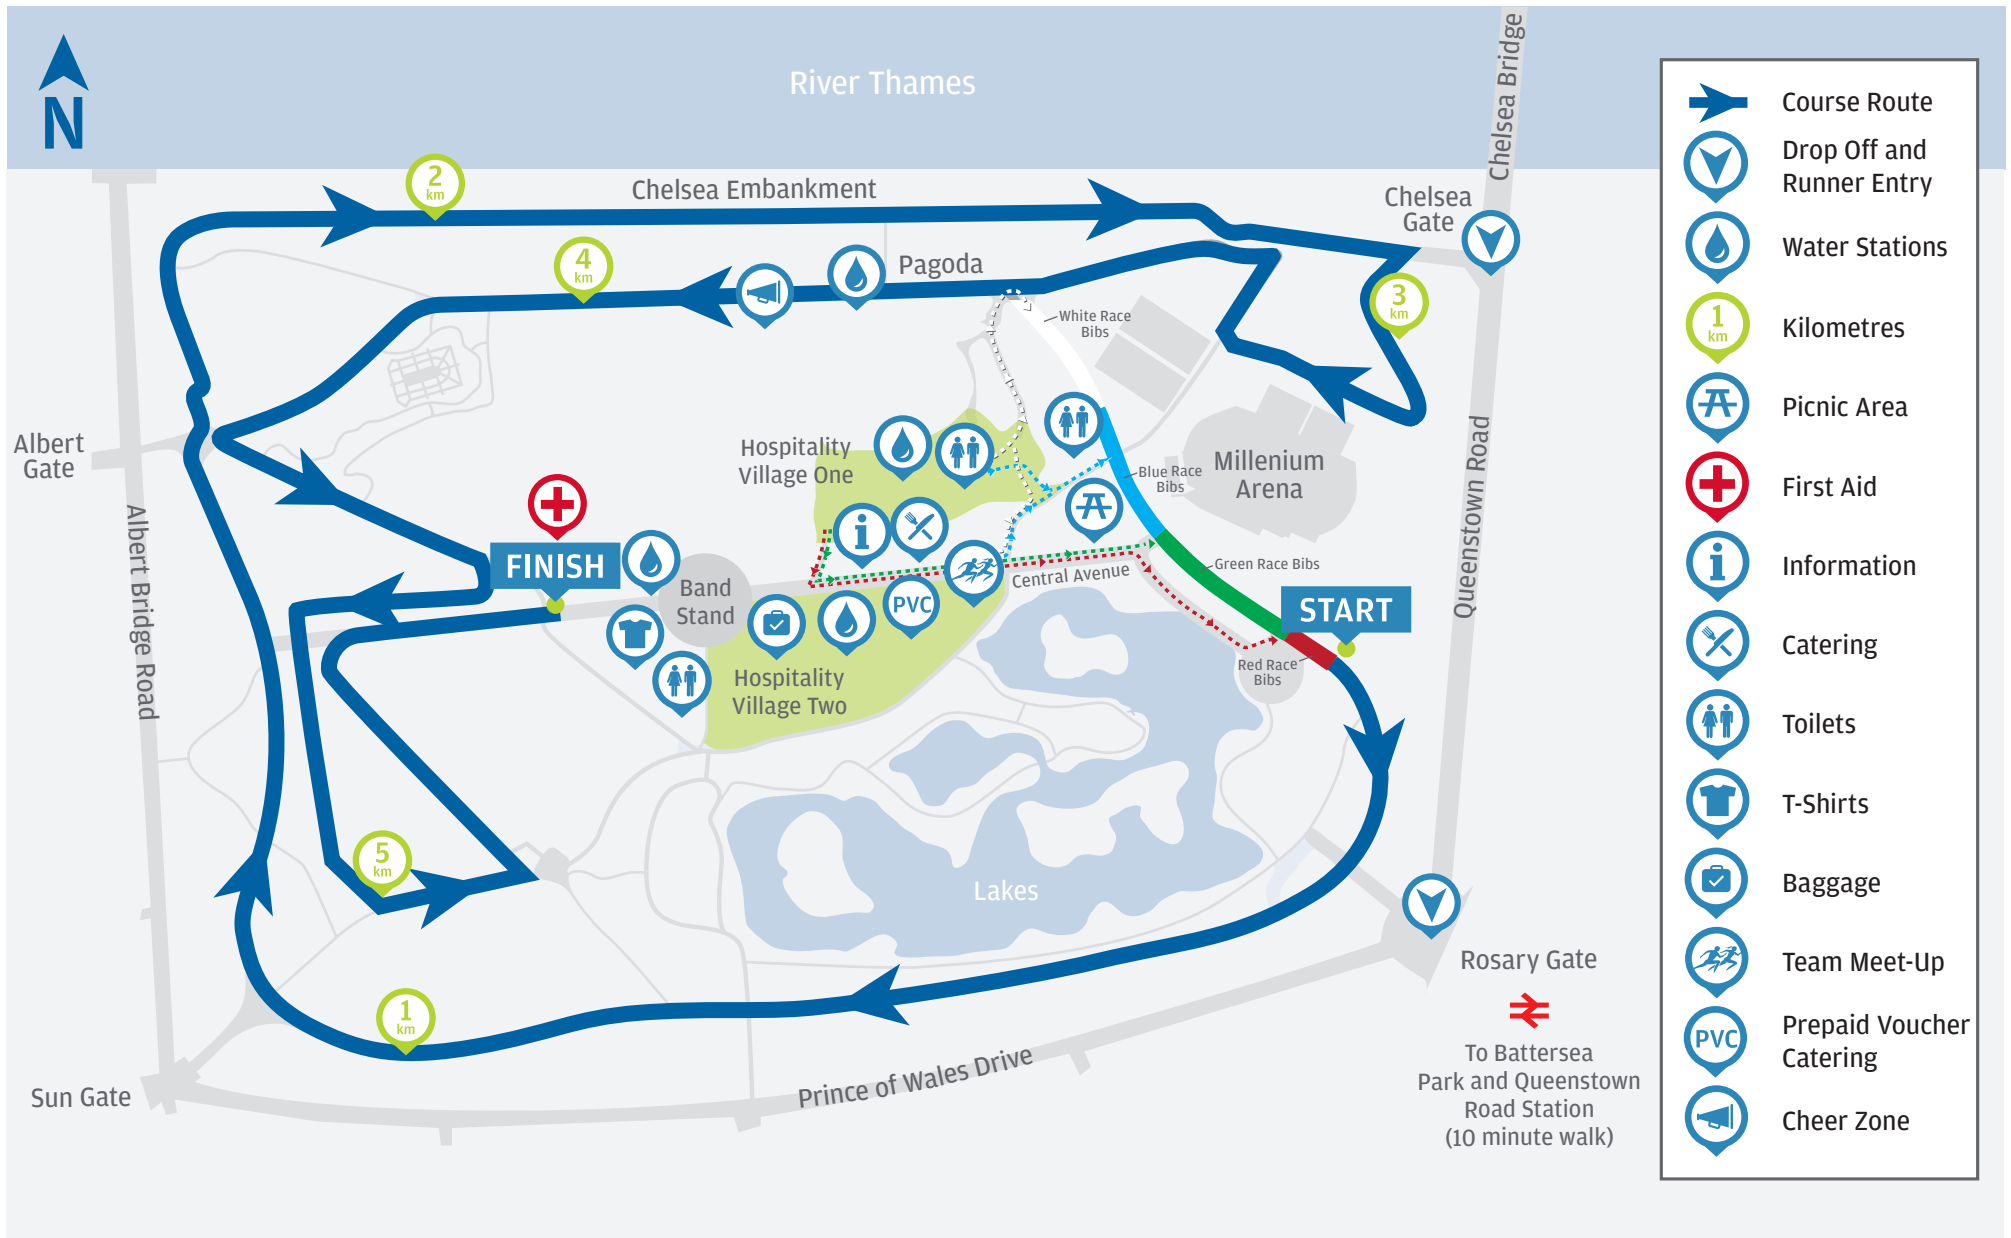 N
River Thames
Chelsea Bridge
2
km
Chelsea Embankment
Chelsea
Gate
4
km
Pagoda
3
km
White Race
Bibs
Albert
Gate
Hospitality
Village One
Blue Race
Bibs
Millenium
Arena
Queenstown Road
Albert Bridge Road
FINISH
Band
Stand
i
PVC
Central Avenue
Green Race Bibs
START
Red Race
Bibs
Hospitality
Village Two
5
km
Lakes
Rosary Gate
1
km
To Battersea
Park and Queenstown
Road Station
(10 minute walk)
Sun Gate
Prince of Wales Drive
Course Route
Drop Off and
Runner Entry
Water Stations
1
km
Kilometres
Picnic Area
First Aid
i
Information
Catering
Toilets
T-Shirts
Baggage
Team Meet-Up
PVC
Prepaid Voucher
Catering
Cheer Zone